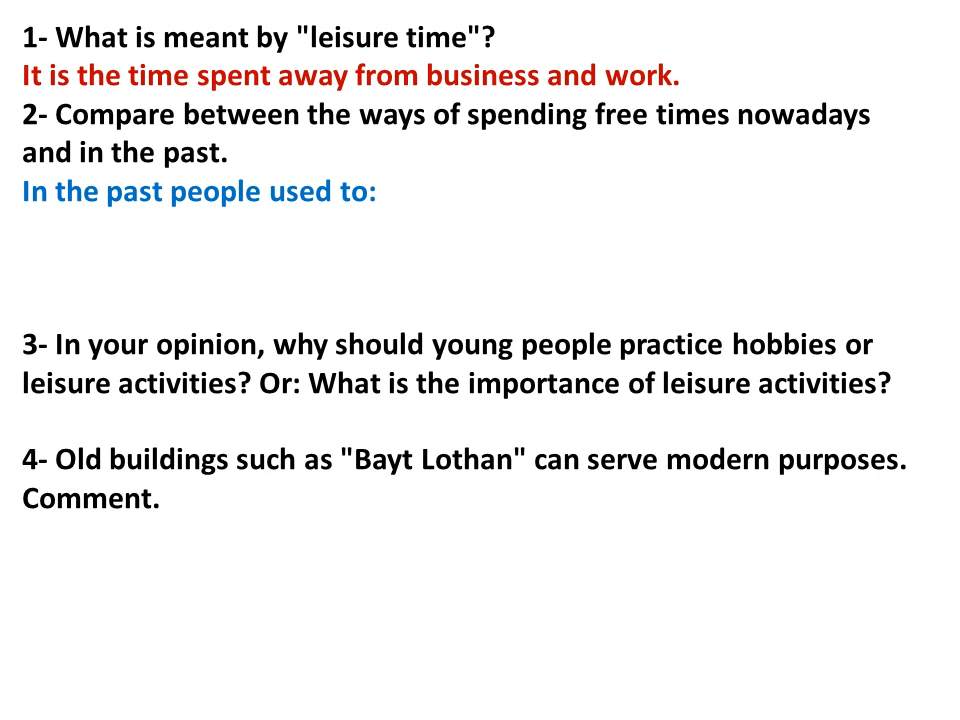 1- What is meant by "leisure time"?
It is the time spent away from business and work.
2- Compare between the ways of spending free times nowadays
and in the past.
In the past people used to:
3- In your opinion, why should young people practice hobbies or
leisure activities? Or: What is the importance of leisure activities?
4- Old buildings such as "Bayt Lothan" can serve modern purposes.
Comment.